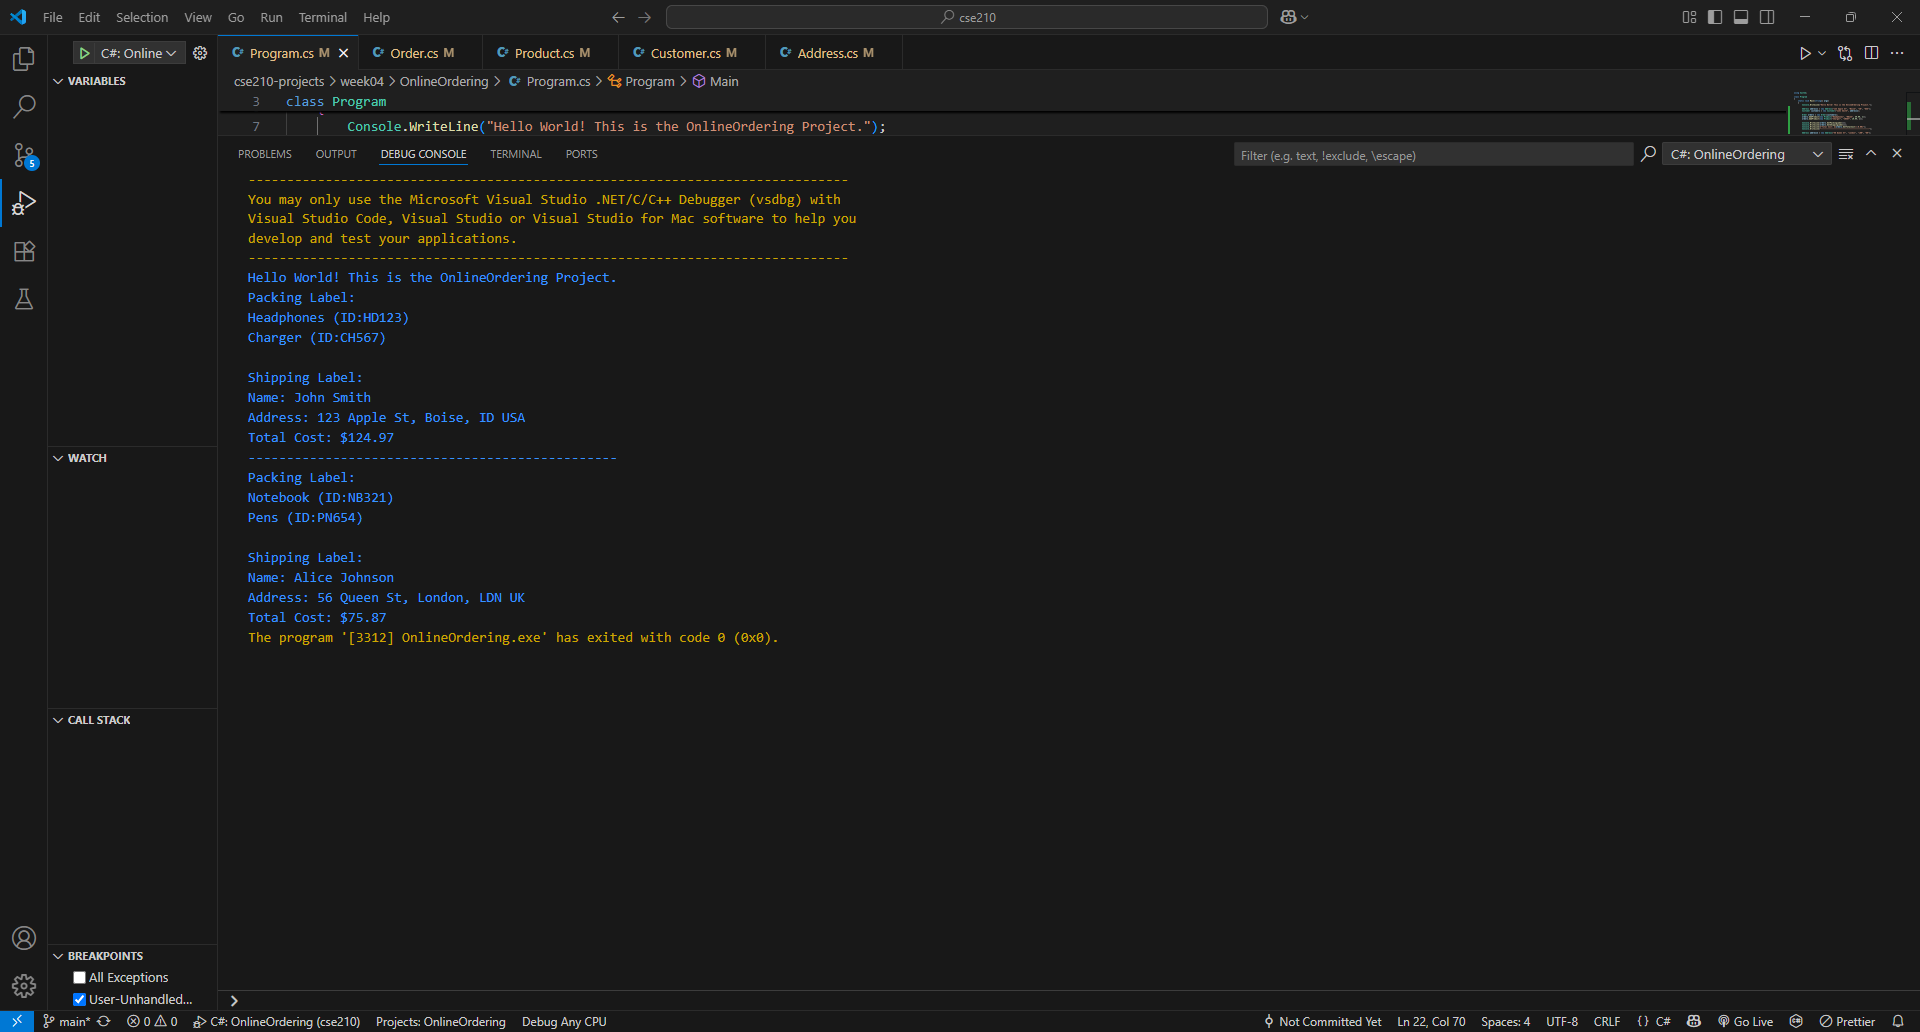 File Edit Selection View Go Run Terminal Help
cse210
C#: Online
Program.cs M
Order.cs M
Product.cs M
Customer.cs M
Address.cs M
VARIABLES
cse210-projects > week04 > OnlineOrdering > Program.cs > Program > Main
3 class Program
7 Console.WriteLine("Hello World! This is the OnlineOrdering Project.");
PROBLEMS OUTPUT DEBUG CONSOLE TERMINAL PORTS
Filter (e.g. text, !exclude, \escape)
C#: OnlineOrdering
------------------------------------------------------------------------------
You may only use the Microsoft Visual Studio .NET/C/C++ Debugger (vsdbg) with
Visual Studio Code, Visual Studio or Visual Studio for Mac software to help you
develop and test your applications.
------------------------------------------------------------------------------
Hello World! This is the OnlineOrdering Project.
Packing Label:
Headphones (ID:HD123)
Charger (ID:CH567)
Shipping Label:
Name: John Smith
Address: 123 Apple St, Boise, ID USA
Total Cost: $124.97
------------------------------------------------
Packing Label:
Notebook (ID:NB321)
Pens (ID:PN654)
Shipping Label:
Name: Alice Johnson
Address: 56 Queen St, London, LDN UK
Total Cost: $75.87
The program '[3312] OnlineOrdering.exe' has exited with code 0 (0x0).
WATCH
CALL STACK
BREAKPOINTS
All Exceptions
User-Unhandled...
5
main* 0 0 C#: OnlineOrdering (cse210) Projects: OnlineOrdering Debug Any CPU
Not Committed Yet Ln 22, Col 70 Spaces: 4 UTF-8 CRLF {} C# Go Live Prettier